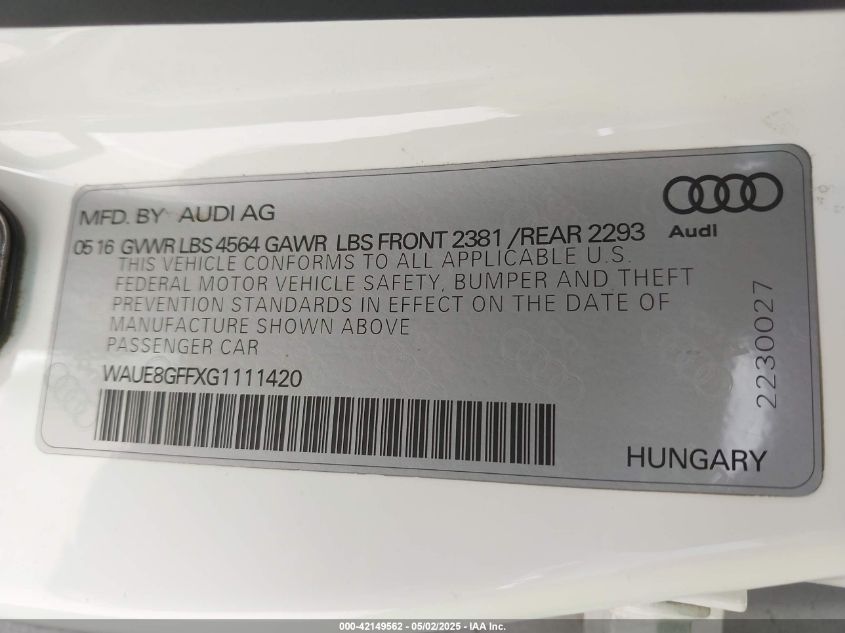 MFD. BY AUDI AG
Audi
05 16 GVWR LBS 4564 GAWR LBS FRONT 2381 /REAR 2293
THIS VEHICLE CONFORMS TO ALL APPLICABLE U.S.
FEDERAL MOTOR VEHICLE SAFETY, BUMPER AND THEFT
PREVENTION STANDARDS IN EFFECT ON THE DATE OF
MANUFACTURE SHOWN ABOVE
PASSENGER CAR
WAUE8GFFXG1111420
2230027
HUNGARY
000-42149562 - 05/02/2025 - IAA Inc.